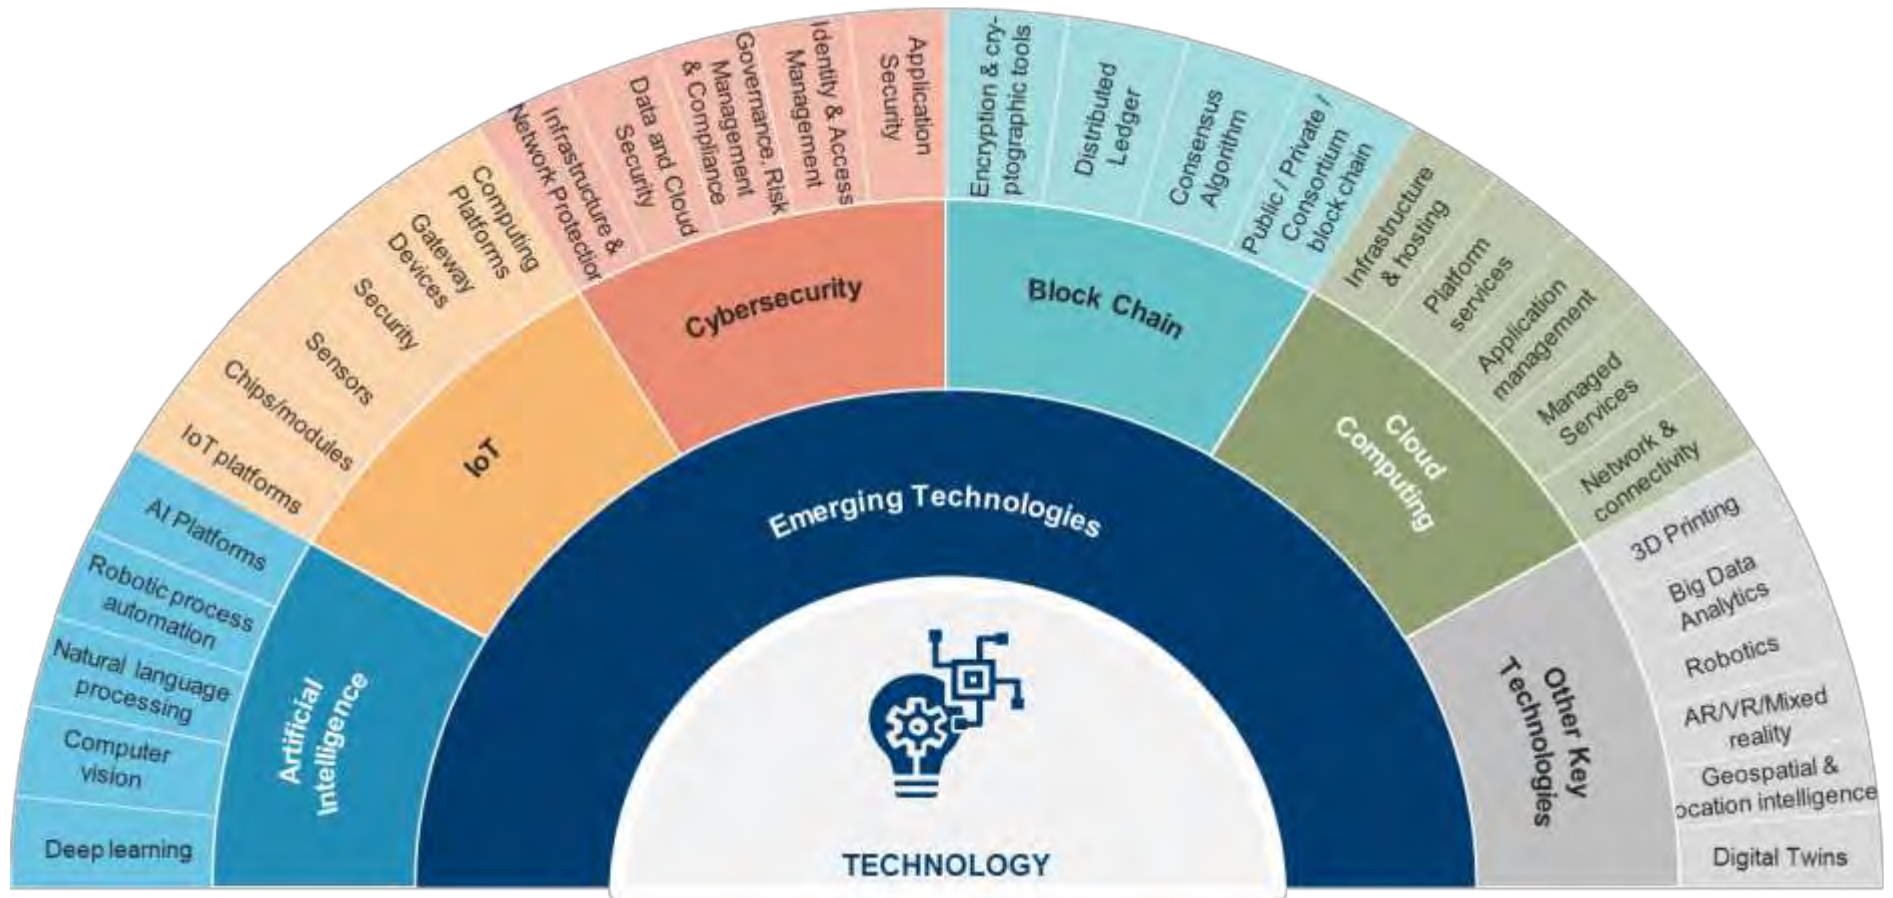 Deep learning
Computer
vision
Natural language
processing
Robotic process
automation
AI Platforms
IoT platforms
Chips/modules
Sensors
Security
Gateway
Devices
Computing
Platforms
Infrastructure &
Network Protection
Data and Cloud
Security
Governance, Risk
Management
& Compliance
Identity & Access
Management
Application
Security
Encryption & cry-
ptographic tools
Distributed
Ledger
Consensus
Algorithm
Public / Private /
Consortium
block chain
Infrastructure
& hosting
Platform
services
Application
management
Managed
Services
Network &
connectivity
3D Printing
Big Data
Analytics
Robotics
AR/VR/Mixed
reality
Geospatial &
ocation intelligence
Digital Twins
Artificial
Intelligence
IoT
Cybersecurity
Block Chain
Cloud
Computing
Other Key
Technologies
Emerging Technologies
TECHNOLOGY